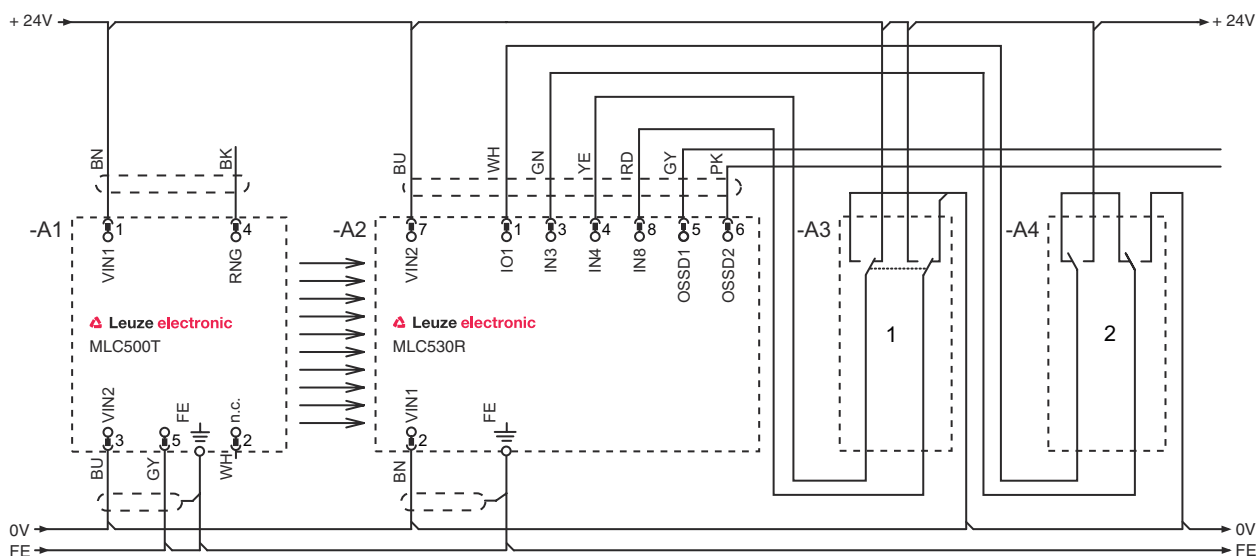 + 24V
+ 24V
BN
BK
BU
WH
GN
YE
RD
GY
PK
-A1
1
4
-A2
7
1
3
4
8
5
6
-A3
-A4
VIN1
RNG
VIN2
IO1
IN3
IN4
IN8
OSSD1
OSSD2
Leuze electronic
MLC500T
Leuze electronic
MLC530R
1
2
VIN2
FE
n.c.
VIN1
FE
3
5
2
2
BU
GY
WH
BN
0V
0V
FE
FE